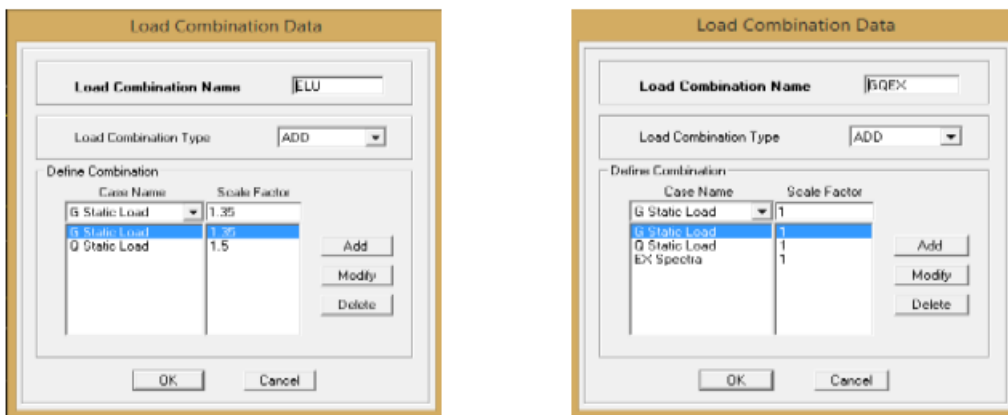 Load Combination Data
Load Combination Name ELU
Load Combination Type ADD
Define Combination
Case Name Scale Factor
G Static Load 1.35
G Static Load 1.35
Q Static Load 1.5
Add
Modify
Delete
OK Cancel
Load Combination Data
Load Combination Name GQEX
Load Combination Type ADD
Define Combination
Case Name Scale Factor
G Static Load 1
G Static Load 1
Q Static Load 1
EX Spectra 1
Add
Modify
Delete
OK Cancel